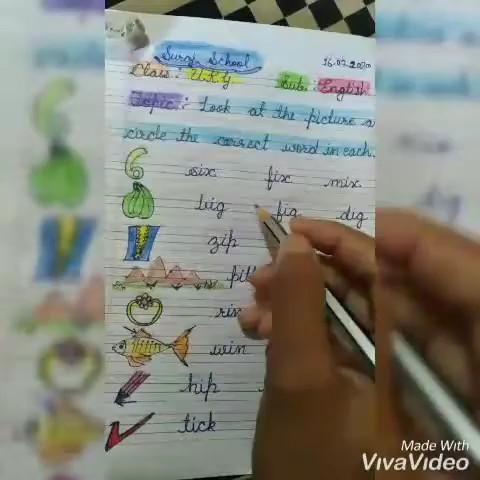 Suraj School
16.07.2020
Class : U.K.G
Sub. : English
Topic : Look at the picture a
circle the correct word in each.
six fix mix
big fig dig
zip
pit
rin
win
hip
tick
Made With
VivaVideo